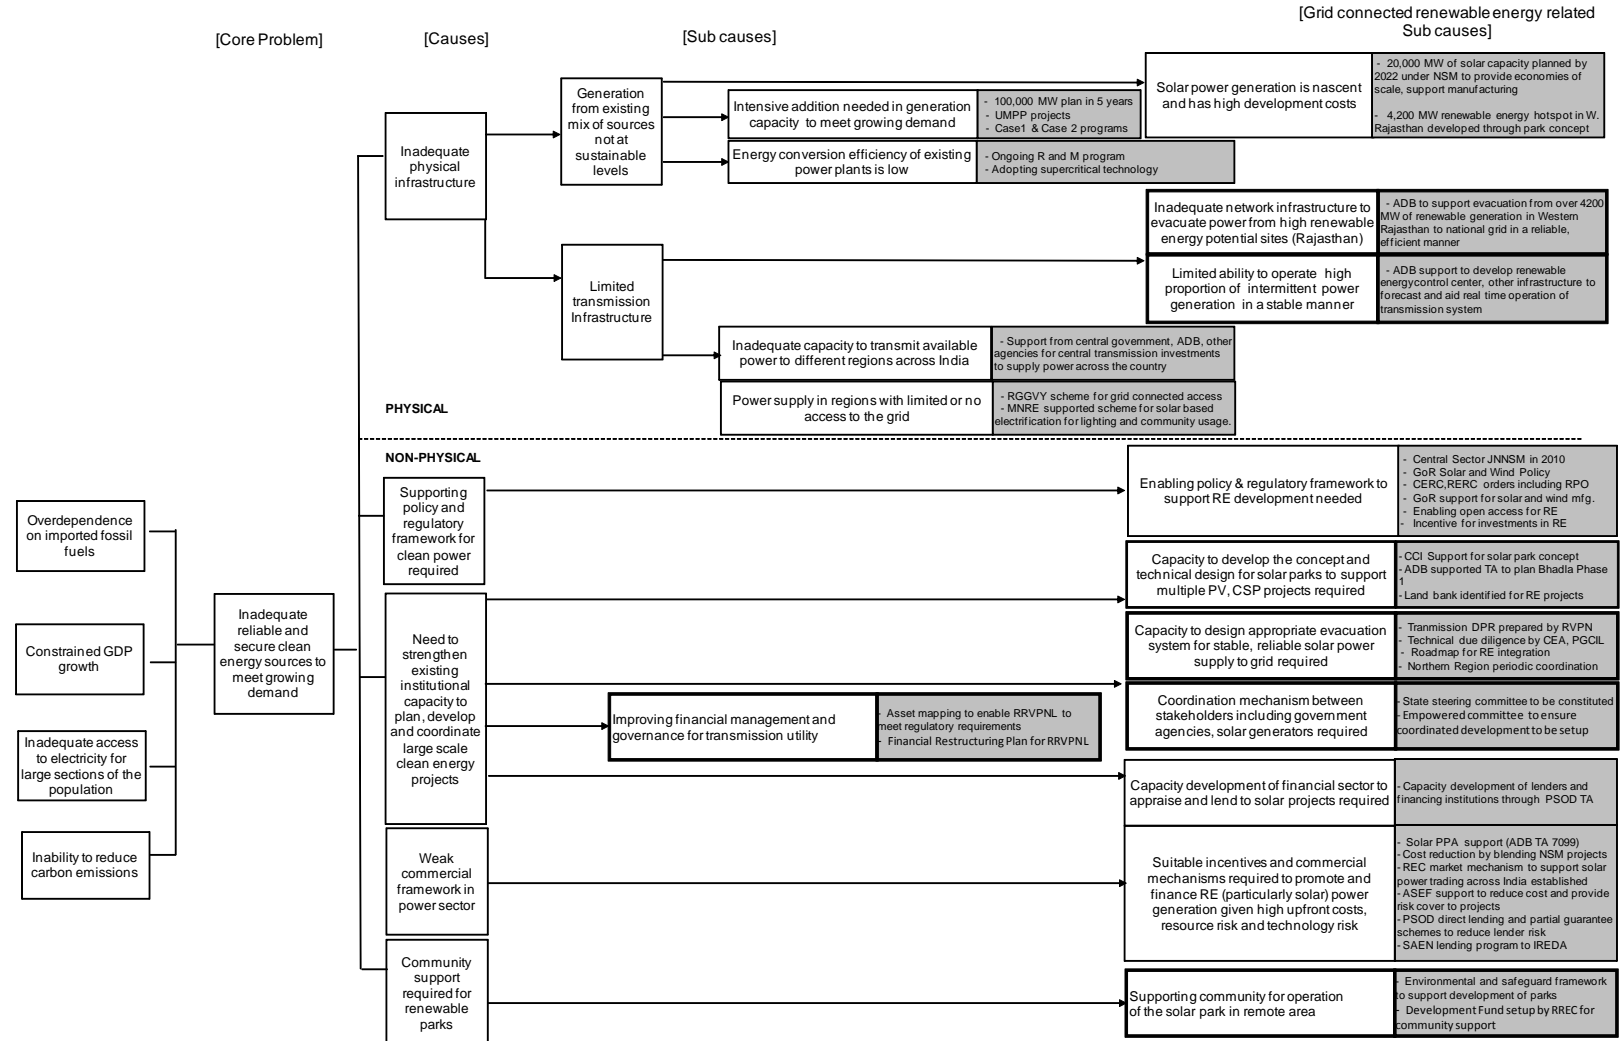 [Grid connected renewable energy related
Sub causes]
[Core Problem]
[Causes]
[Sub causes]
Generation
from existing
mix of sources
not at
sustainable
levels
Solar power generation is nascent
and has high development costs
- 20,000 MW of solar capacity planned by
2022 under NSM to provide economies of
scale, support manufacturing
- 4,200 MW renewable energy hotspot in W.
Rajasthan developed through park concept
Intensive addition needed in generation
capacity to meet growing demand
- 100,000 MW plan in 5 years
- UMPP projects
- Case1 & Case 2 programs
Inadequate
physical
infrastructure
Energy conversion efficiency of existing
power plants is low
- Ongoing R and M program
- Adopting supercritical technology
Inadequate network infrastructure to
evacuate power from high renewable
energy potential sites (Rajasthan)
- ADB to support evacuation from over 4200
MW of renewable generation in Western
Rajasthan to national grid in a reliable,
efficient manner
Limited
transmission
Infrastructure
Limited ability to operate high
proportion of intermittent power
generation in a stable manner
- ADB support to develop renewable
energycontrol center, other infrastructure to
forecast and aid real time operation of
transmission system
Inadequate capacity to transmit available
power to different regions across India
- Support from central government, ADB, other
agencies for central transmission investments
to supply power across the country
Power supply in regions with limited or no
access to the grid
- RGGVY scheme for grid connected access
- MNRE supported scheme for solar based
electrification for lighting and community usage.
PHYSICAL
NON-PHYSICAL
Supporting
policy and
regulatory
framework for
clean power
required
Enabling policy & regulatory framework to
support RE development needed
- Central Sector JNNSM in 2010
- GoR Solar and Wind Policy
- CERC,RERC orders including RPO
- GoR support for solar and wind mfg.
- Enabling open access for RE
- Incentive for investments in RE
Overdependence
on imported fossil
fuels
Capacity to develop the concept and
technical design for solar parks to support
multiple PV, CSP projects required
- CCI Support for solar park concept
- ADB supported TA to plan Bhadla Phase
1
- Land bank identified for RE projects
Inadequate
reliable and
secure clean
energy sources to
meet growing
demand
Need to
strengthen
existing
institutional
capacity to
plan, develop
and coordinate
large scale
clean energy
projects
Constrained GDP
growth
Capacity to design appropriate evacuation
system for stable, reliable solar power
supply to grid required
- Tranmission DPR prepared by RVPN
- Technical due diligence by CEA, PGCIL
- Roadmap for RE integration
- Northern Region periodic coordination
Improving financial management and
governance for transmission utility
- Asset mapping to enable RRVPNL to
meet regulatory requirements
- Financial Restructuring Plan for RRVPNL
Coordination mechanism between
stakeholders including government
agencies, solar generators required
- State steering committee to be constituted
- Empowered committee to ensure
coordinated development to be setup
Inadequate access
to electricity for
large sections of the
population
Capacity development of financial sector to
appraise and lend to solar projects required
- Capacity development of lenders and
financing institutions through PSOD TA
Inability to reduce
carbon emissions
Weak
commercial
framework in
power sector
Suitable incentives and commercial
mechanisms required to promote and
finance RE (particularly solar) power
generation given high upfront costs,
resource risk and technology risk
- Solar PPA support (ADB TA 7099)
- Cost reduction by blending NSM projects
- REC market mechanism to support solar
power trading across India established
- ASEF support to reduce cost and provide
risk cover to projects
- PSOD direct lending and partial guarantee
schemes to reduce lender risk
- SAEN lending program to IREDA
Community
support
required for
renewable
parks
Supporting community for operation
of the solar park in remote area
- Environmental and safeguard framework
to support development of parks
- Development Fund setup by RREC for
community support